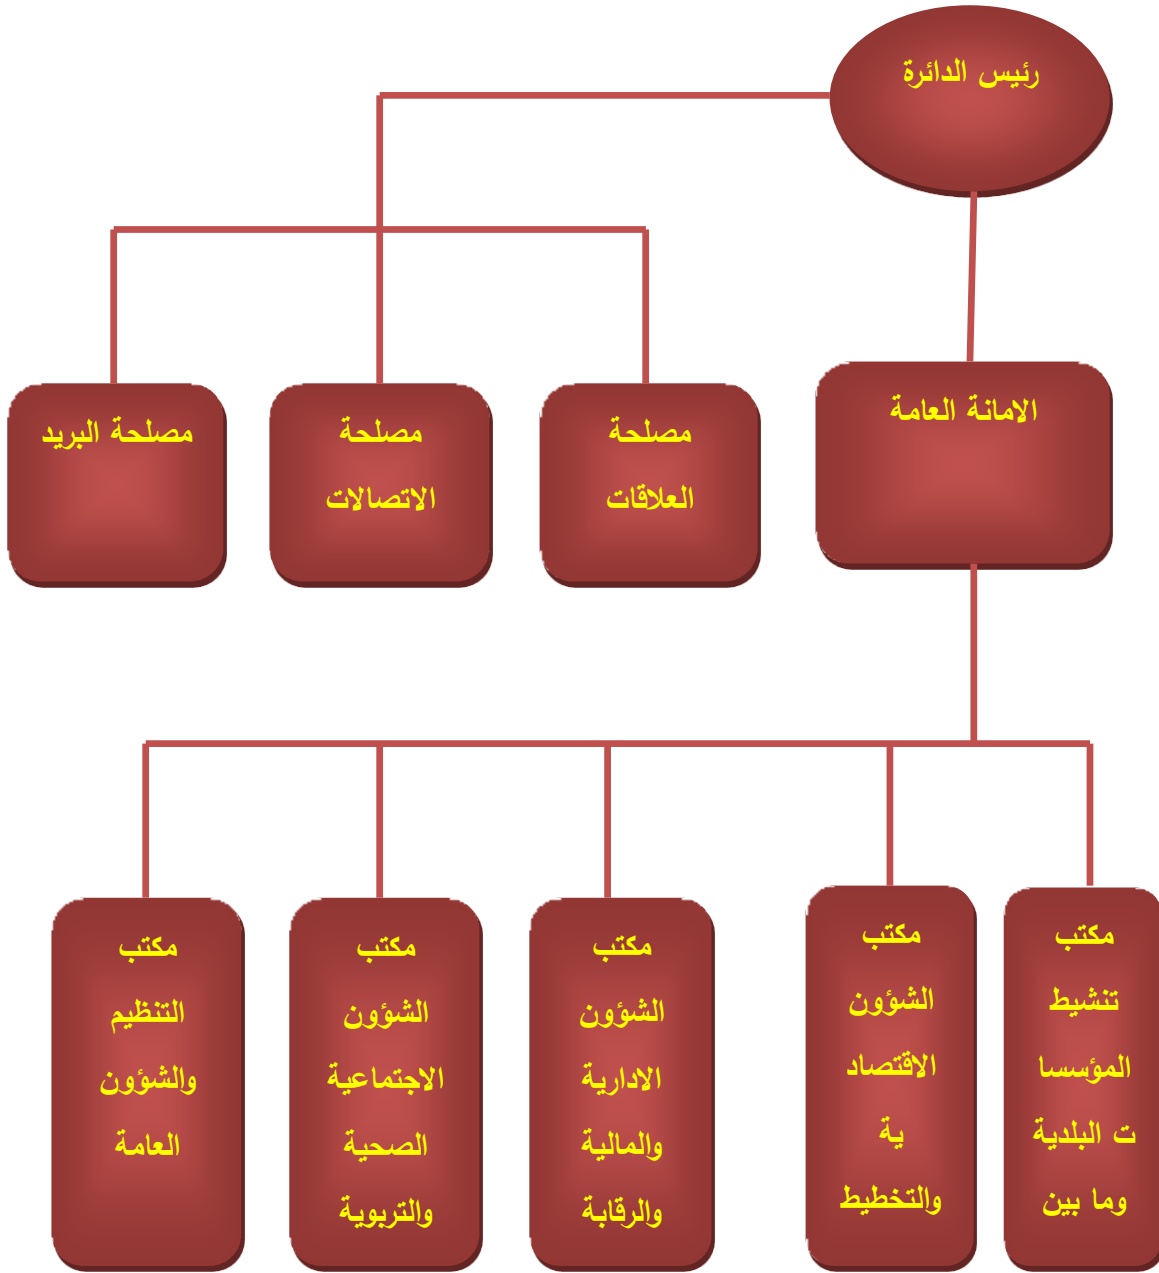 رئيس الدائرة
الامانة العامة
مصلحة
العلاقات
مصلحة
الاتصالات
مصلحة البريد
مكتب
تنشيط
المؤسسا
ت البلدية
وما بين
مكتب
الشؤون
الاقتصاد
ية
والتخطيط
مكتب
الشؤون
الادارية
والمالية
والرقابة
مكتب
الشؤون
الاجتماعية
الصحية
والتربوية
مكتب
التنظيم
والشؤون
العامة